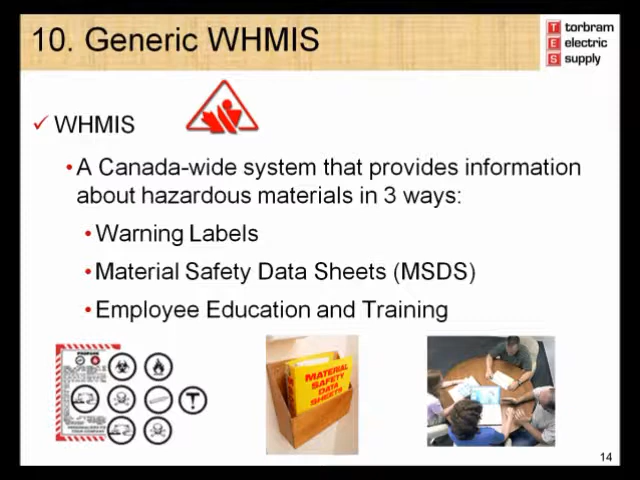 10. Generic WHMIS
T torbram
E electric
S supply
✓ WHMIS
• A Canada-wide system that provides information
about hazardous materials in 3 ways:
• Warning Labels
• Material Safety Data Sheets (MSDS)
• Employee Education and Training
PROPANE
MATERIAL
SAFETY
DATA
SHEETS
14